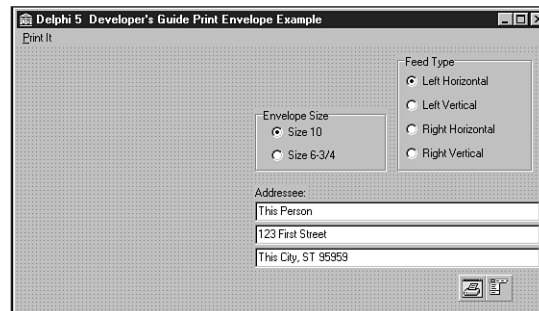 Delphi 5 Developer's Guide Print Envelope Example
Print It
Feed Type
Left Horizontal
Left Vertical
Right Horizontal
Right Vertical
Envelope Size
Size 10
Size 6-3/4
Addressee:
This Person
123 First Street
This City, ST 95959